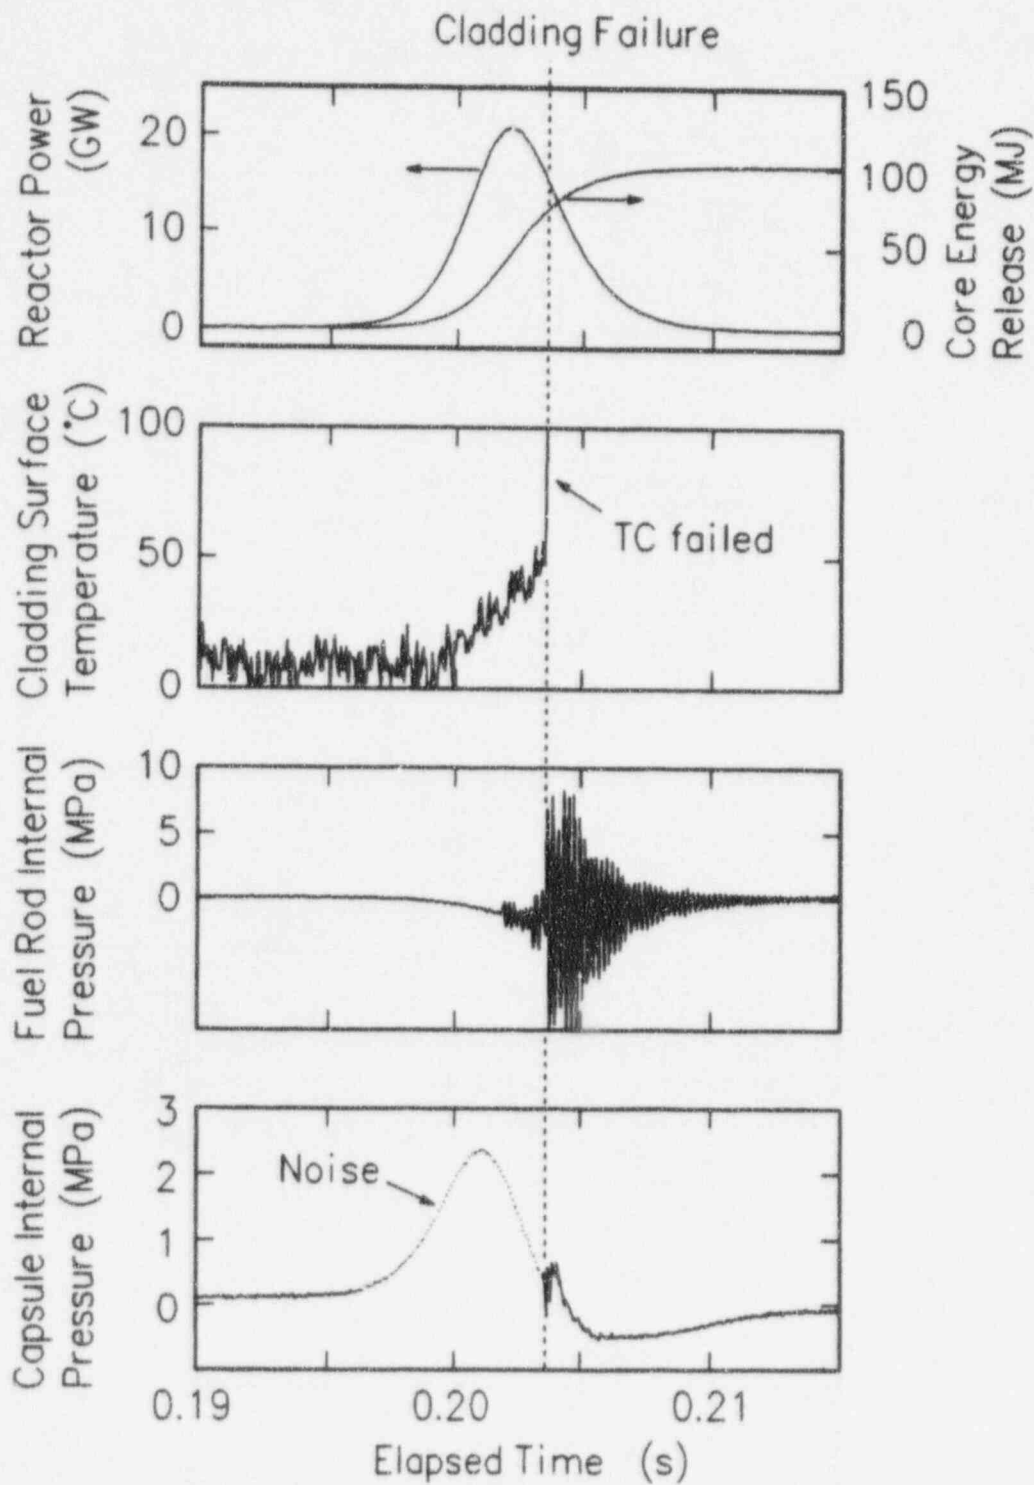 Cladding Failure
Reactor Power
(GW)
20
10
0
150
100
50
0
Core Energy
Release (MJ)
Cladding Surface
Temperature (°C)
100
50
0
TC failed
Fuel Rod Internal
Pressure (MPa)
10
5
0
Capsule Internal
Pressure (MPa)
3
2
1
0
Noise
0.19
0.20
0.21
Elapsed Time (s)